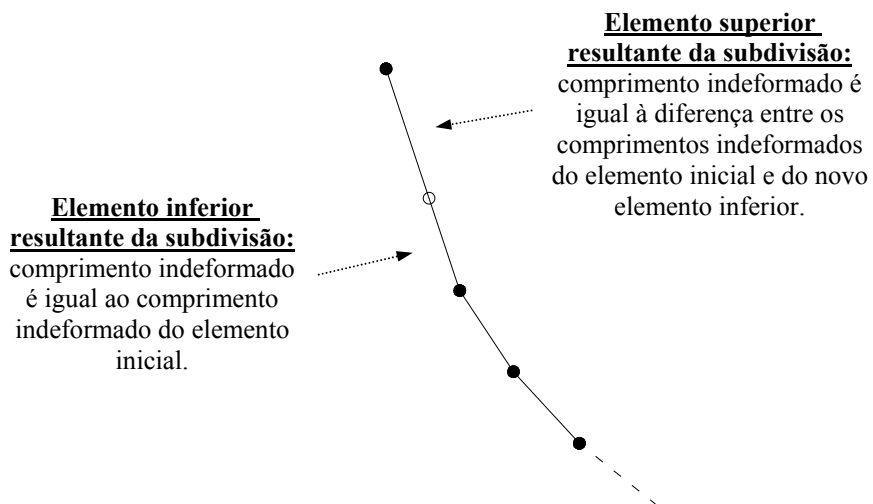 Elemento superior
resultante da subdivisão:
comprimento indeformado é
igual à diferença entre os
comprimentos indeformados
do elemento inicial e do novo
elemento inferior.
Elemento inferior
resultante da subdivisão:
comprimento indeformado
é igual ao comprimento
indeformado do elemento
inicial.